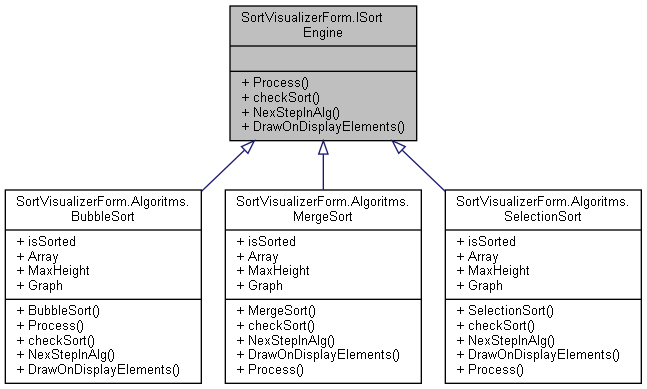 SortVisualizerForm.ISort
Engine
+ Process()
+ checkSort()
+ NexStepInAlg()
+ DrawOnDisplayElements()
SortVisualizerForm.Algoritms.
BubbleSort
+ isSorted
+ Array
+ MaxHeight
+ Graph
+ BubbleSort()
+ Process()
+ checkSort()
+ NexStepInAlg()
+ DrawOnDisplayElements()
SortVisualizerForm.Algoritms.
MergeSort
+ isSorted
+ Array
+ MaxHeight
+ Graph
+ MergeSort()
+ checkSort()
+ NexStepInAlg()
+ DrawOnDisplayElements()
+ Process()
SortVisualizerForm.Algoritms.
SelectionSort
+ isSorted
+ Array
+ MaxHeight
+ Graph
+ SelectionSort()
+ checkSort()
+ NexStepInAlg()
+ DrawOnDisplayElements()
+ Process()